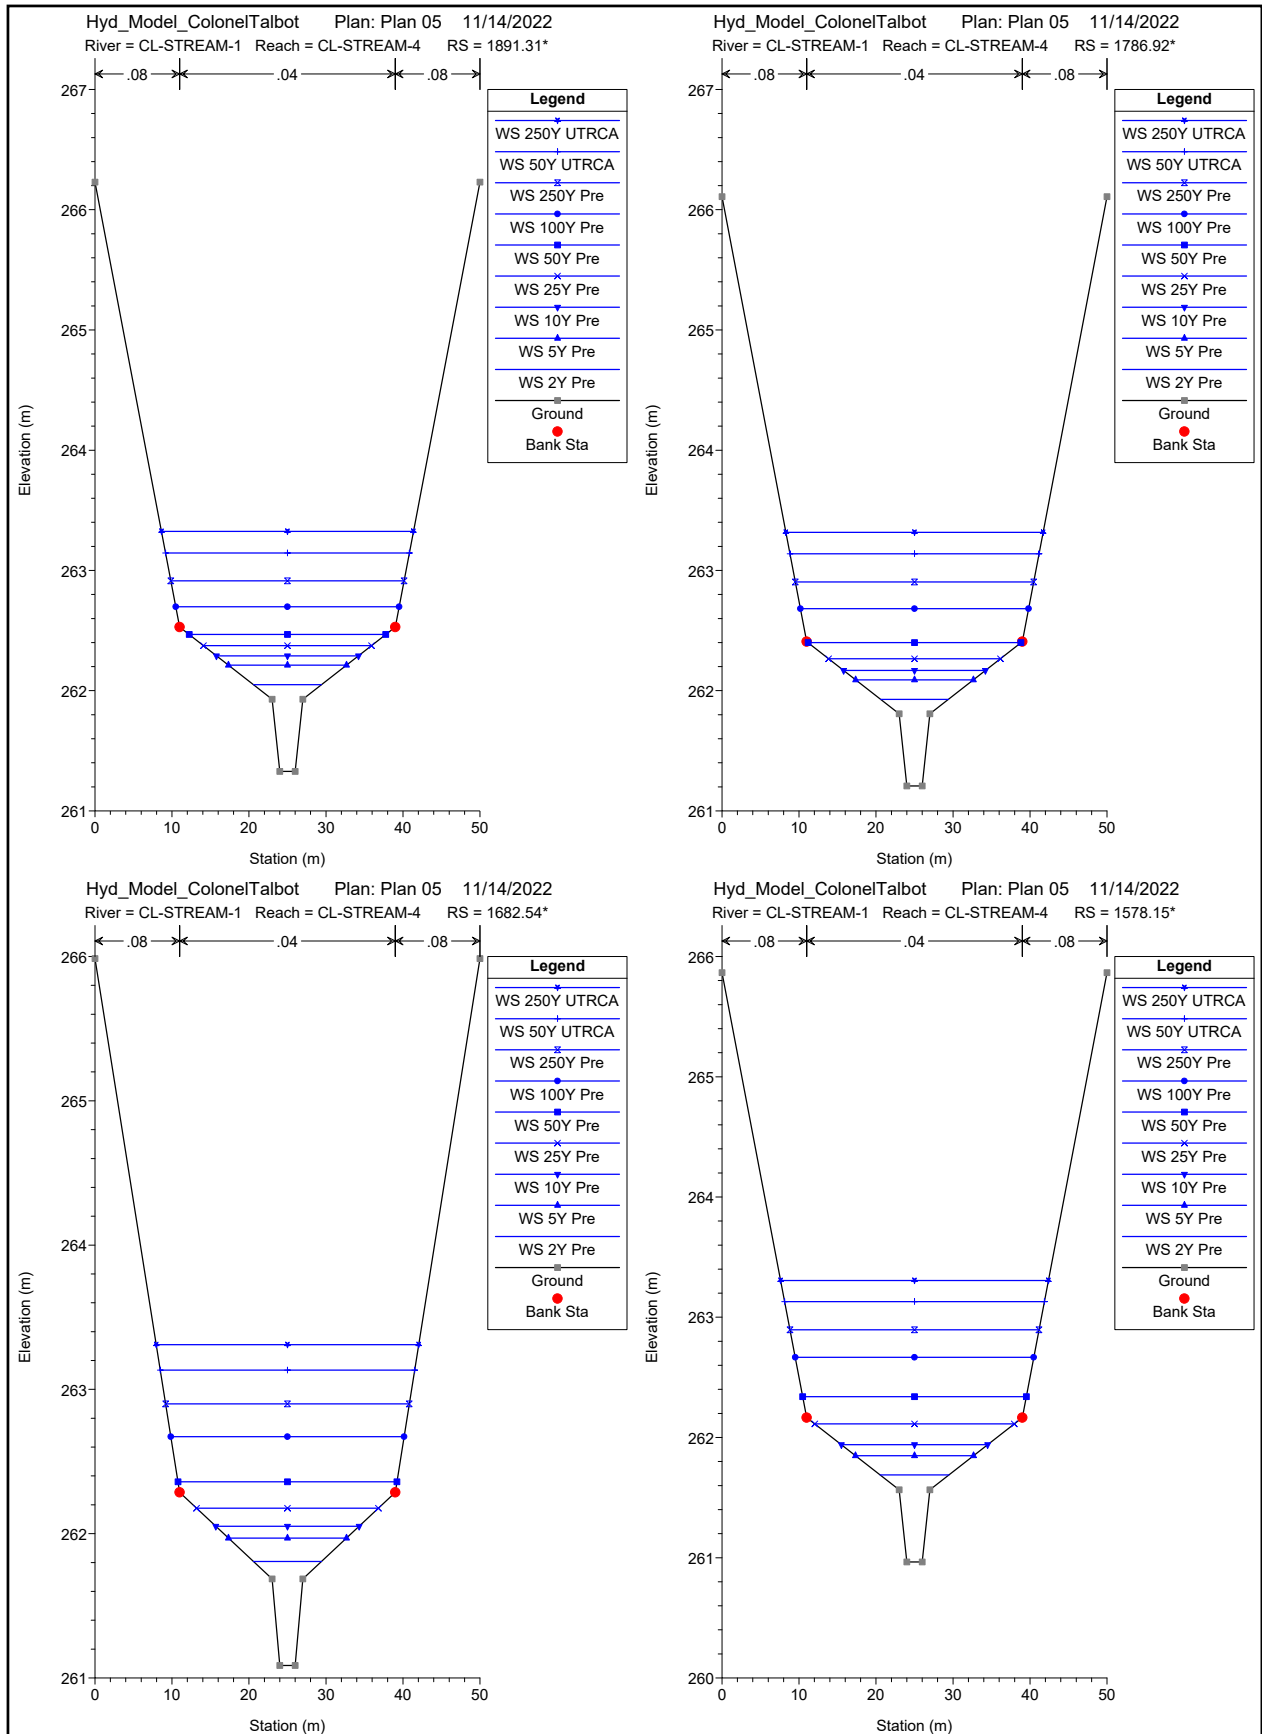 Hyd_Model_ColonelTalbot Plan: Plan 05 11/14/2022
River = CL-STREAM-1 Reach = CL-STREAM-4 RS = 1891.31*
.08 .04 .08
267
266
265
264
263
262
261
Elevation (m)
0 10 20 30 40 50
Station (m)
Legend
WS 250Y UTRCA
WS 50Y UTRCA
WS 250Y Pre
WS 100Y Pre
WS 50Y Pre
WS 25Y Pre
WS 10Y Pre
WS 5Y Pre
WS 2Y Pre
Ground
Bank Sta
Hyd_Model_ColonelTalbot Plan: Plan 05 11/14/2022
River = CL-STREAM-1 Reach = CL-STREAM-4 RS = 1786.92*
.08 .04 .08
267
266
265
264
263
262
261
Elevation (m)
0 10 20 30 40 50
Station (m)
Legend
WS 250Y UTRCA
WS 50Y UTRCA
WS 250Y Pre
WS 100Y Pre
WS 50Y Pre
WS 25Y Pre
WS 10Y Pre
WS 5Y Pre
WS 2Y Pre
Ground
Bank Sta
Hyd_Model_ColonelTalbot Plan: Plan 05 11/14/2022
River = CL-STREAM-1 Reach = CL-STREAM-4 RS = 1682.54*
.08 .04 .08
266
265
264
263
262
261
Elevation (m)
0 10 20 30 40 50
Station (m)
Legend
WS 250Y UTRCA
WS 50Y UTRCA
WS 250Y Pre
WS 100Y Pre
WS 50Y Pre
WS 25Y Pre
WS 10Y Pre
WS 5Y Pre
WS 2Y Pre
Ground
Bank Sta
Hyd_Model_ColonelTalbot Plan: Plan 05 11/14/2022
River = CL-STREAM-1 Reach = CL-STREAM-4 RS = 1578.15*
.08 .04 .08
266
265
264
263
262
261
260
Elevation (m)
0 10 20 30 40 50
Station (m)
Legend
WS 250Y UTRCA
WS 50Y UTRCA
WS 250Y Pre
WS 100Y Pre
WS 50Y Pre
WS 25Y Pre
WS 10Y Pre
WS 5Y Pre
WS 2Y Pre
Ground
Bank Sta